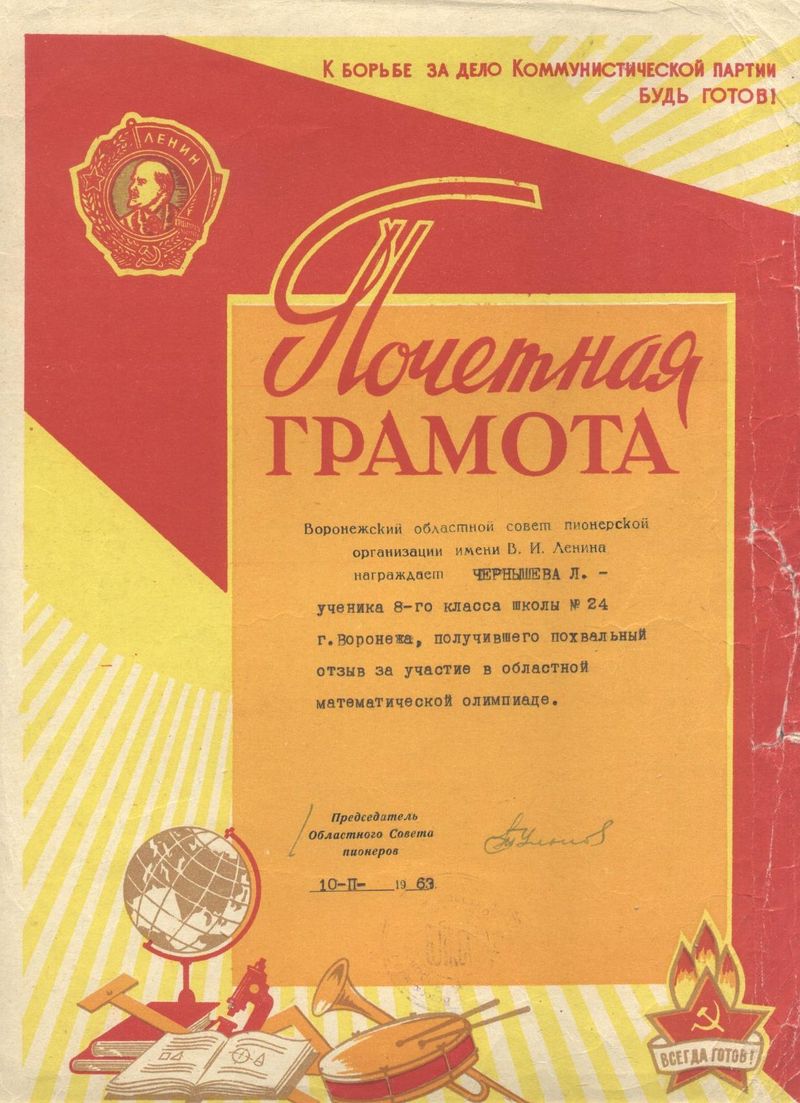 К БОРЬБЕ ЗА ДЕЛО КОММУНИСТИЧЕСКОЙ ПАРТИИ
БУДЬ ГОТОВ!
ЛЕНИН
Почетная
ГРАМОТА
Воронежский областной совет пионерской
организации имени В. И. Ленина
награждает ЧЕРНЫШЕВА Л. –
ученика 8-го класса школы № 24
г.Воронежа, получившего похвальный
отзыв за участие в областной
математической олимпиаде.
Председатель
Областного Совета
пионеров
10-II- 1963
ВСЕГДА ГОТОВ!